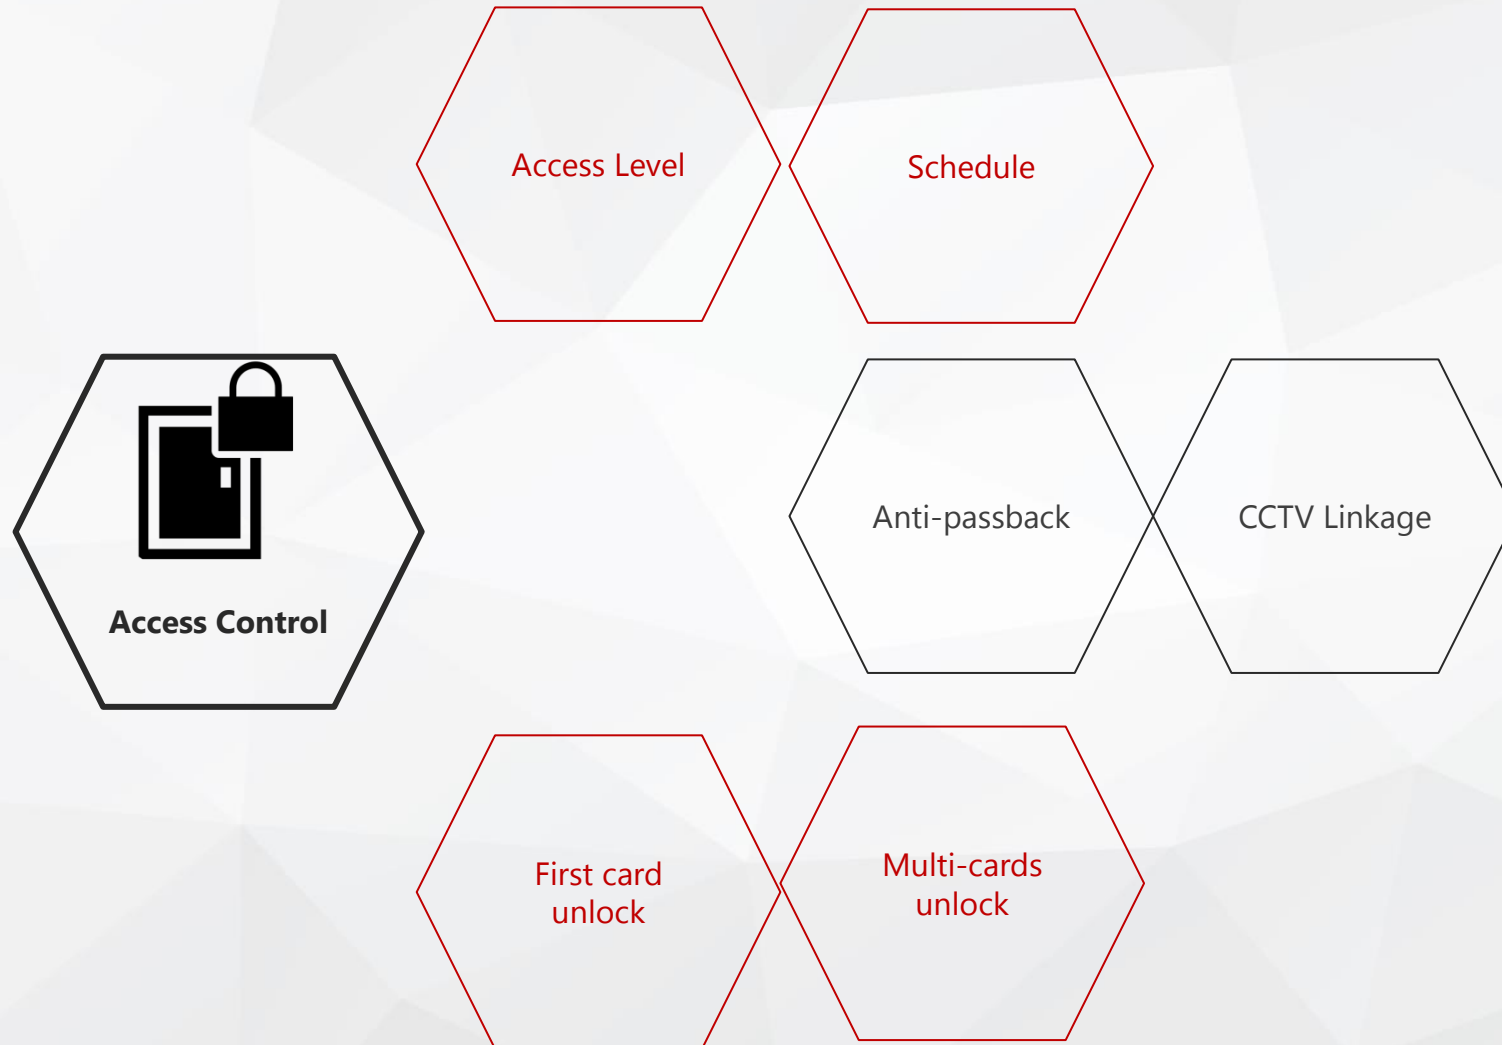 Access Level
Schedule
Access Control
Anti-passback
CCTV Linkage
First card
unlock
Multi-cards
unlock